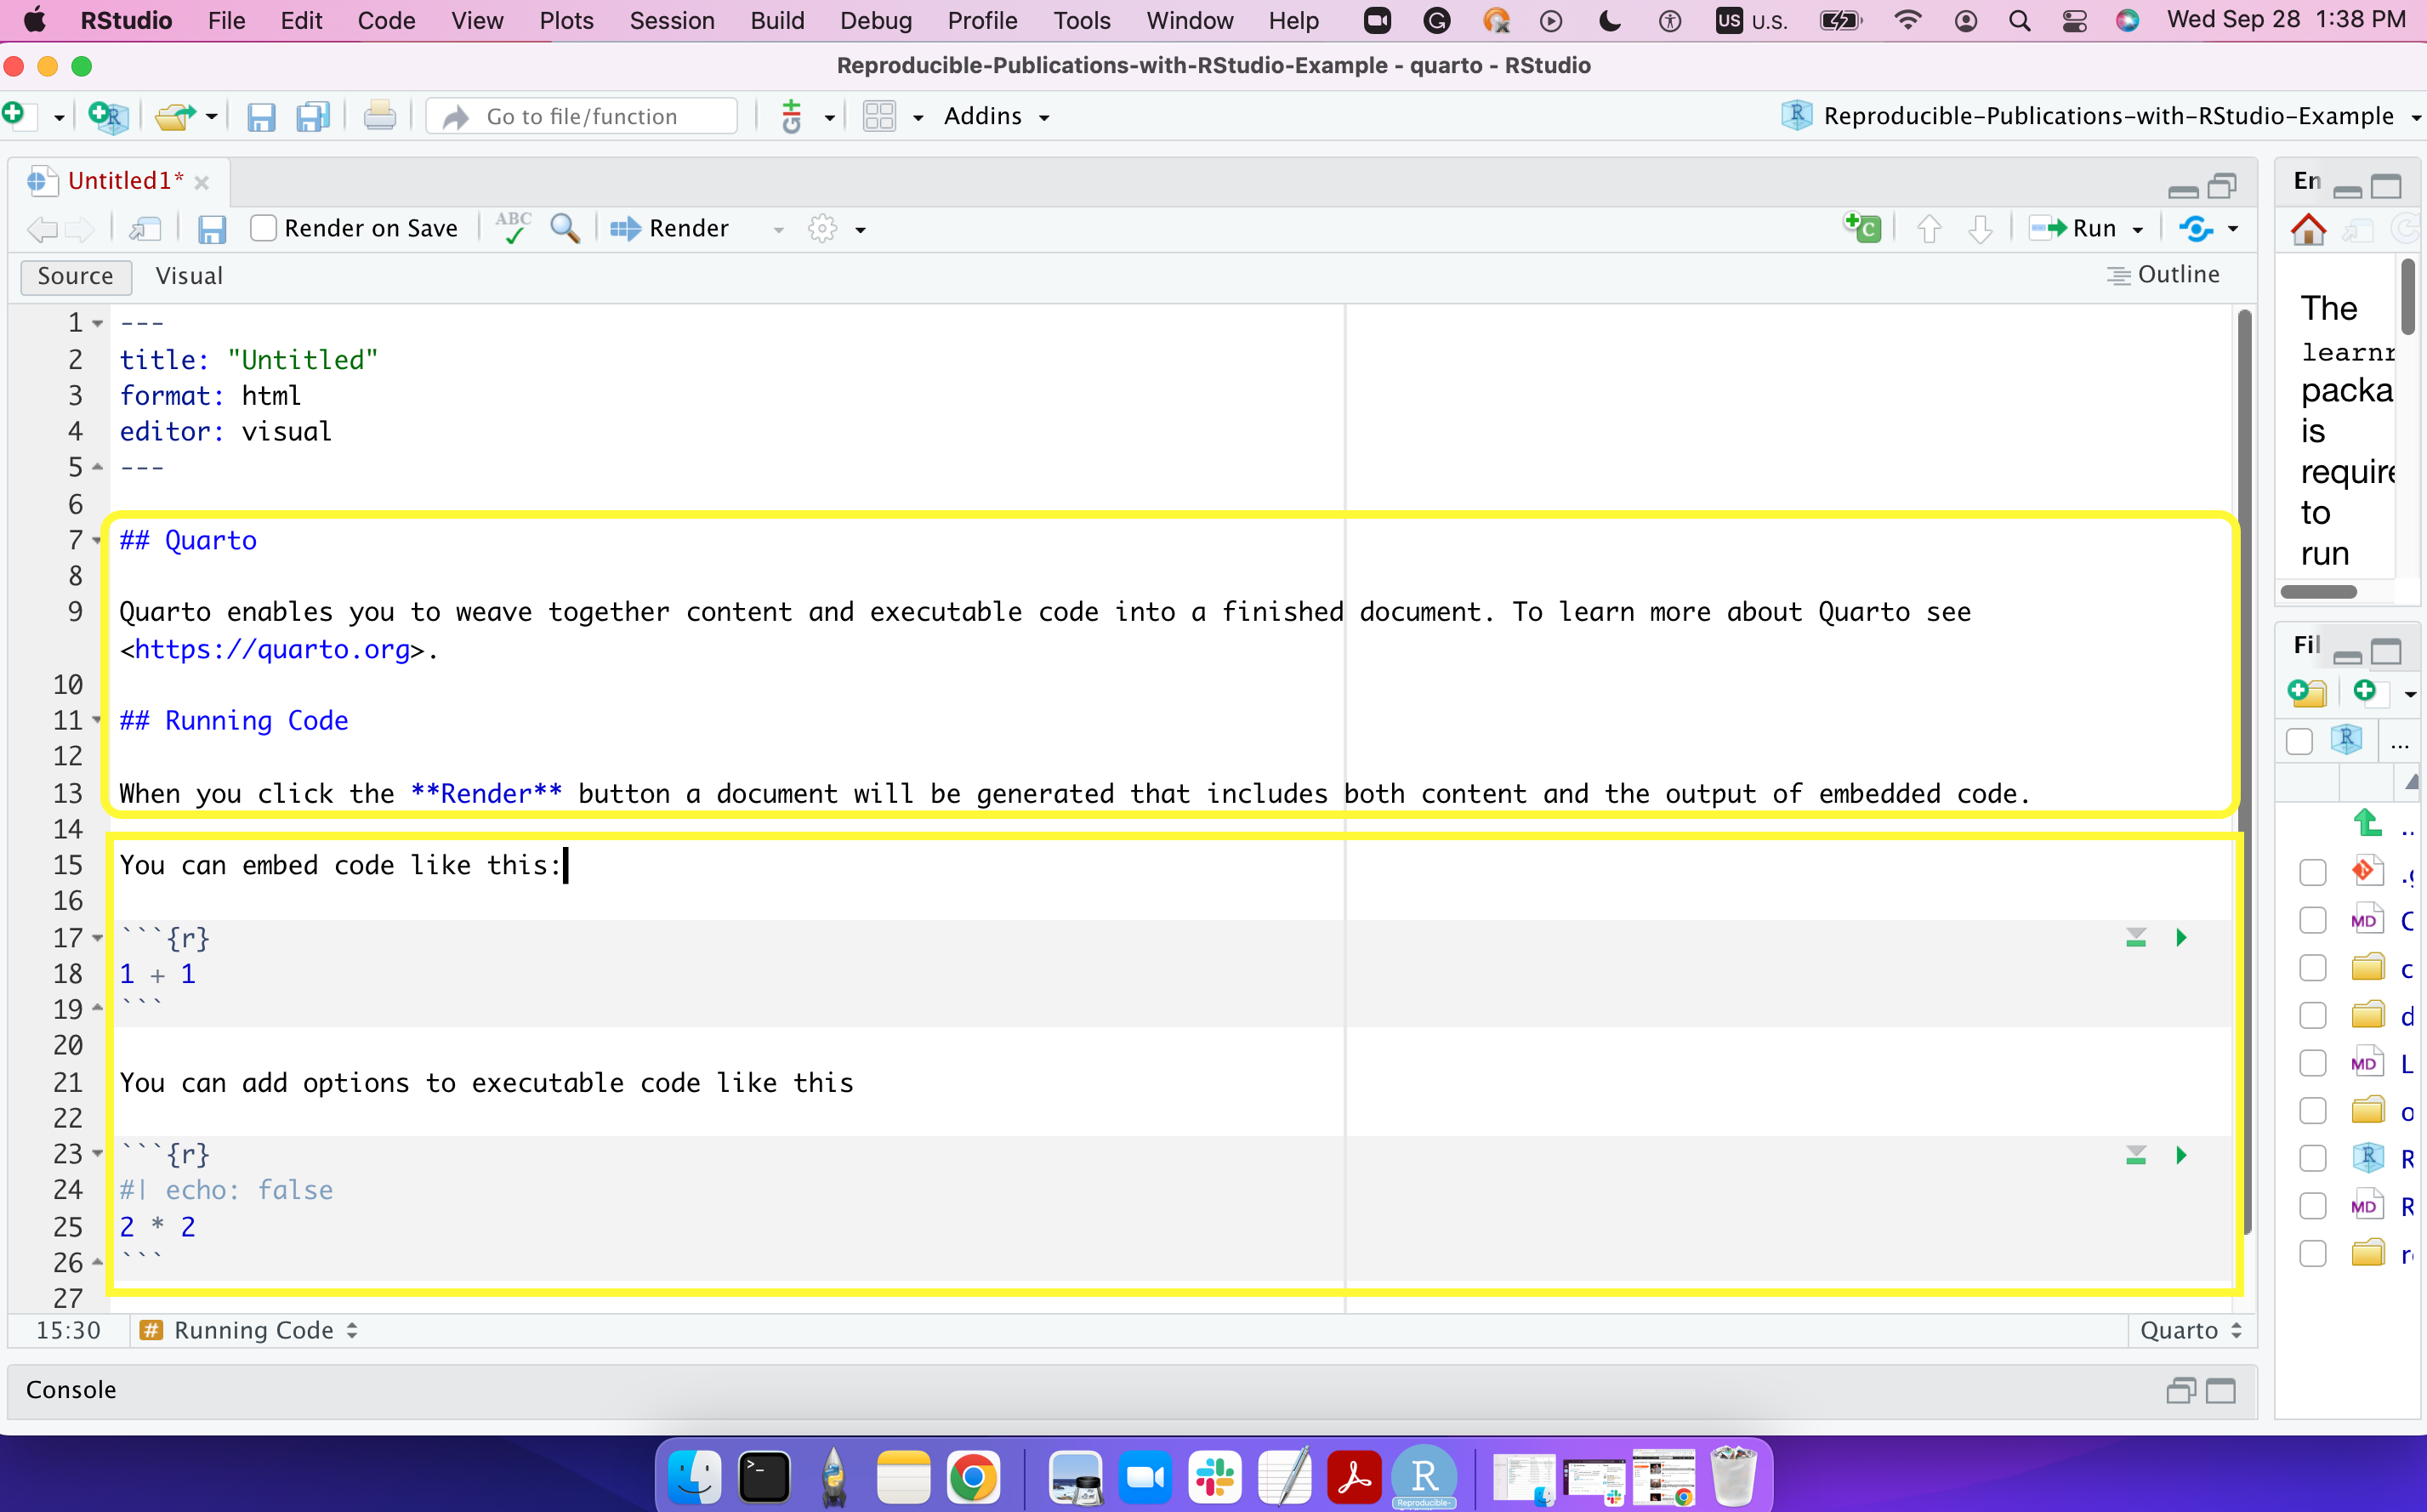 RStudio File Edit Code View Plots Session Build Debug Profile Tools Window Help US U.S. Wed Sep 28 1:38 PM
Reproducible-Publications-with-RStudio-Example - quarto - RStudio
Go to file/function Git Addins Reproducible-Publications-with-RStudio-Example
Untitled1* En
Render on Save ABC Render Run
Source Visual Outline
1 ---
2 title: "Untitled"
3 format: html
4 editor: visual
5 ---
6
7 ## Quarto
8
9 Quarto enables you to weave together content and executable code into a finished document. To learn more about Quarto see
<https://quarto.org>.
10
11 ## Running Code
12
13 When you click the **Render** button a document will be generated that includes both content and the output of embedded code.
14
15 You can embed code like this:
16
17 ```{r}
18 1 + 1
19 ```
20
21 You can add options to executable code like this
22
23 ```{r}
24 #| echo: false
25 2 * 2
26 ```
27
15:30 # Running Code Quarto
Console
The
learnr
packa
is
require
to
run
Fil
...
..
.g
MD C
c
d
MD L
o
R
MD R
r
Reproducible-